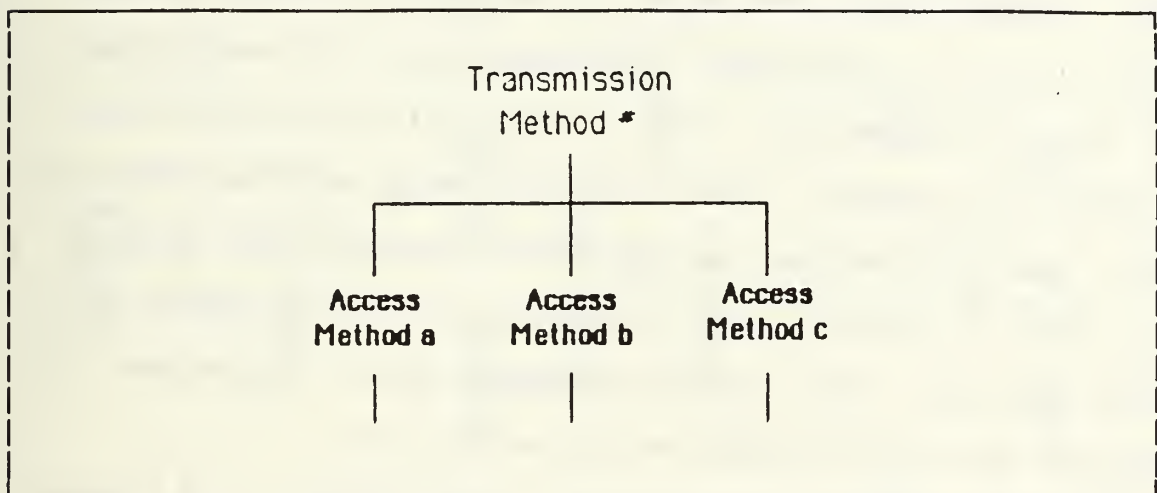 Transmission
Method *
Access
Method a
Access
Method b
Access
Method c